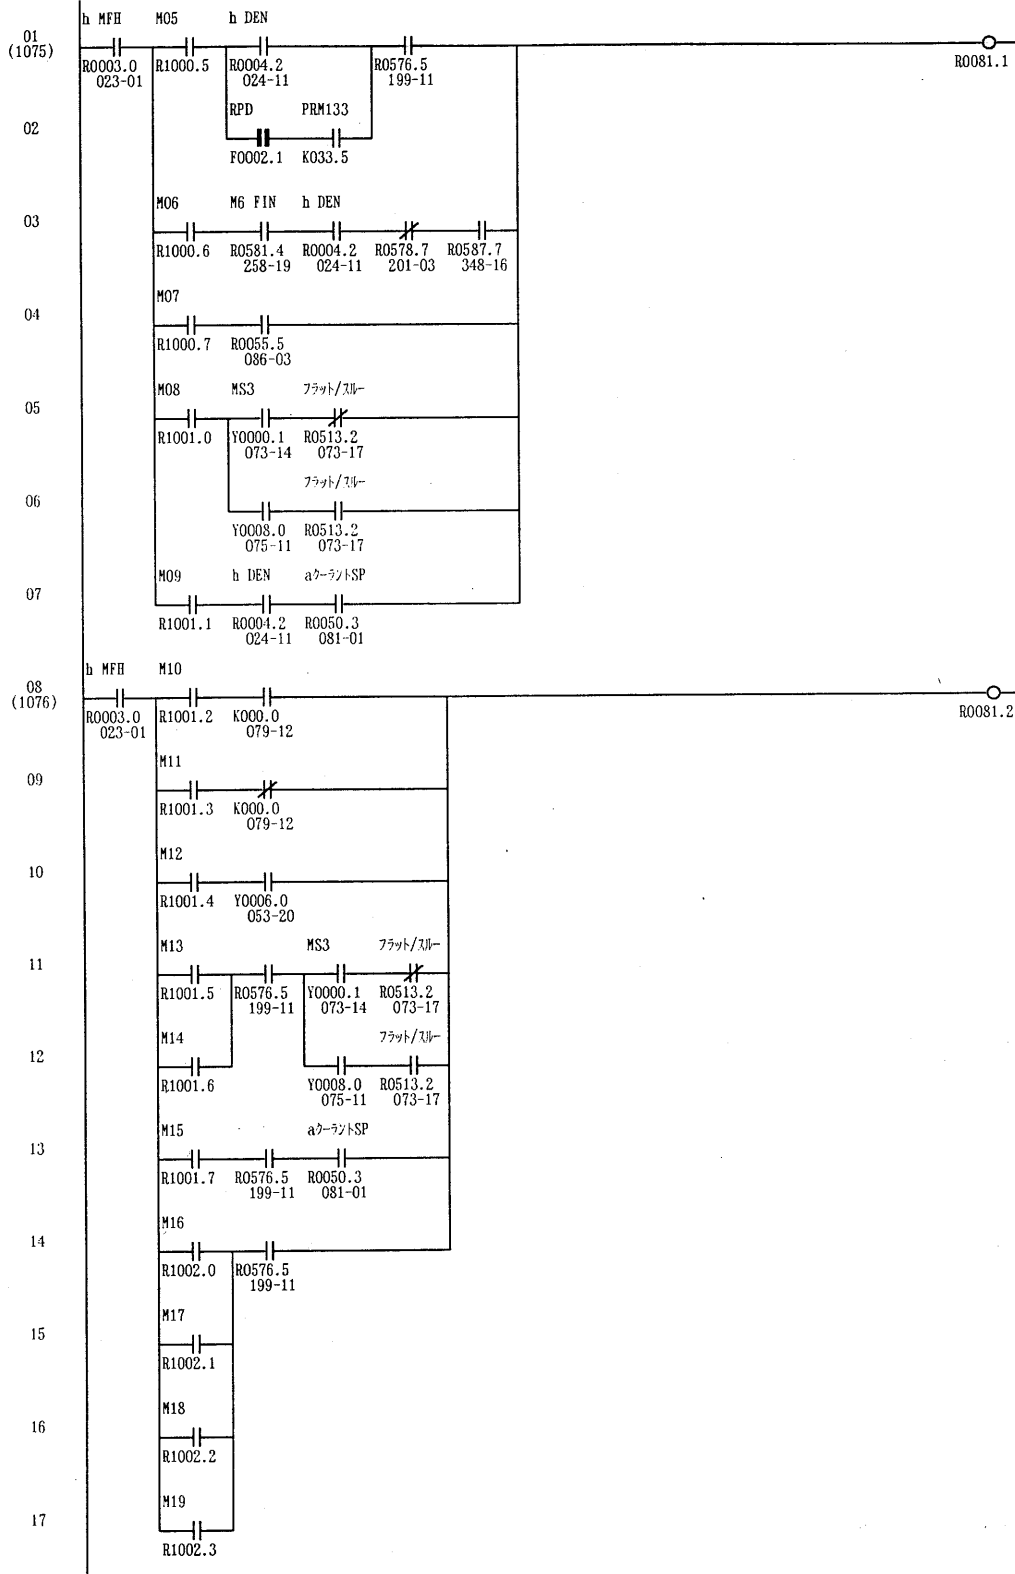 h MFH M05 h DEN
01
(1075)
R0003.0 R1000.5 R0004.2 R0576.5 R0081.1
023-01 024-11 199-11
RPD PRM133
02
F0002.1 K033.5
M06 M6 FIN h DEN
03
R1000.6 R0581.4 R0004.2 R0578.7 R0587.7
258-19 024-11 201-03 348-16
M07
04
R1000.7 R0055.5
086-03
M08 MS3 フラット/スルー
05
R1001.0 Y0000.1 R0513.2
073-14 073-17
フラット/スルー
06
Y0008.0 R0513.2
075-11 073-17
M09 h DEN aクーラントSP
07
R1001.1 R0004.2 R0050.3
024-11 081-01
h MFH M10
08
(1076)
R0003.0 R1001.2 K000.0 R0081.2
023-01 079-12
M11
09
R1001.3 K000.0
079-12
M12
10
R1001.4 Y0006.0
053-20
M13 MS3 フラット/スルー
11
R1001.5 R0576.5 Y0000.1 R0513.2
199-11 073-14 073-17
M14 フラット/スルー
12
R1001.6 Y0008.0 R0513.2
075-11 073-17
M15 aクーラントSP
13
R1001.7 R0576.5 R0050.3
199-11 081-01
M16
14
R1002.0 R0576.5
199-11
M17
15
R1002.1
M18
16
R1002.2
M19
17
R1002.3